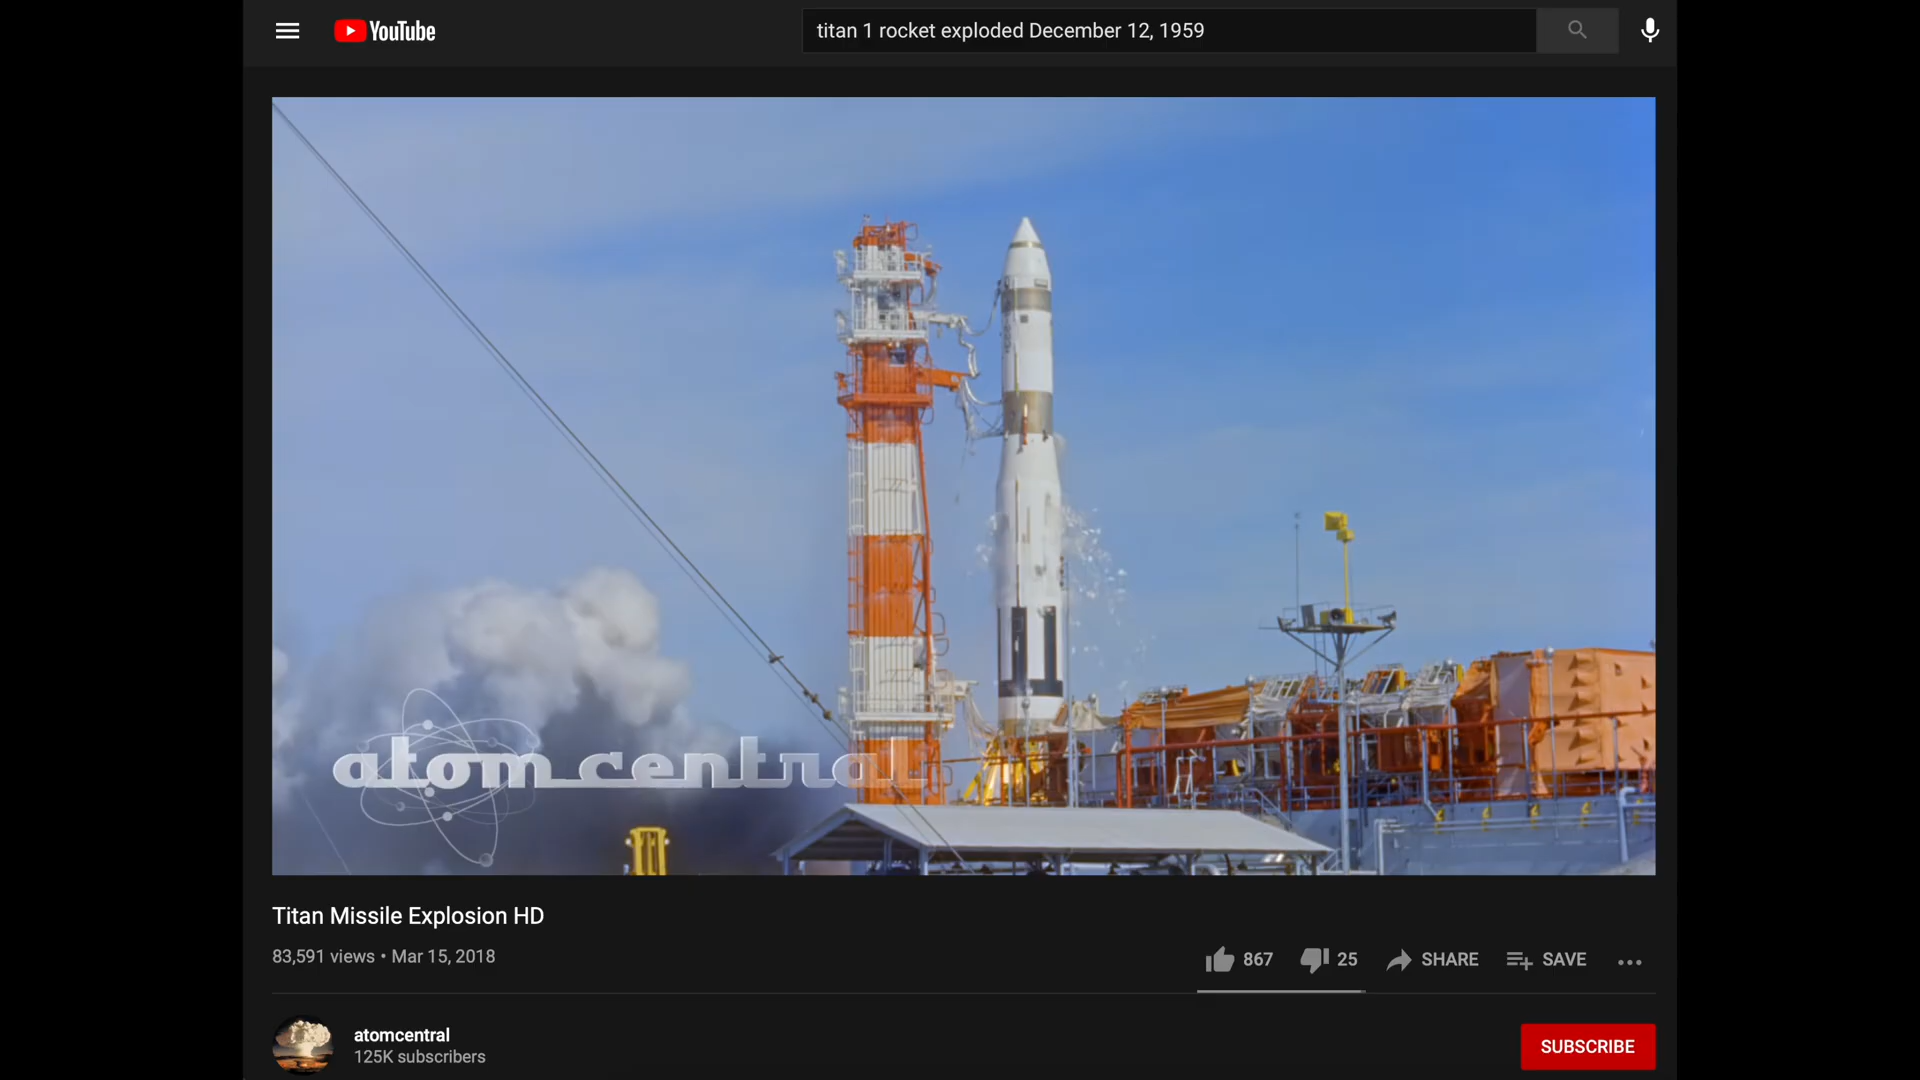 YouTube
titan 1 rocket exploded December 12, 1959
atom central
Titan Missile Explosion HD
83,591 views • Mar 15, 2018
867
25
SHARE
SAVE
atomcentral
125K subscribers
SUBSCRIBE